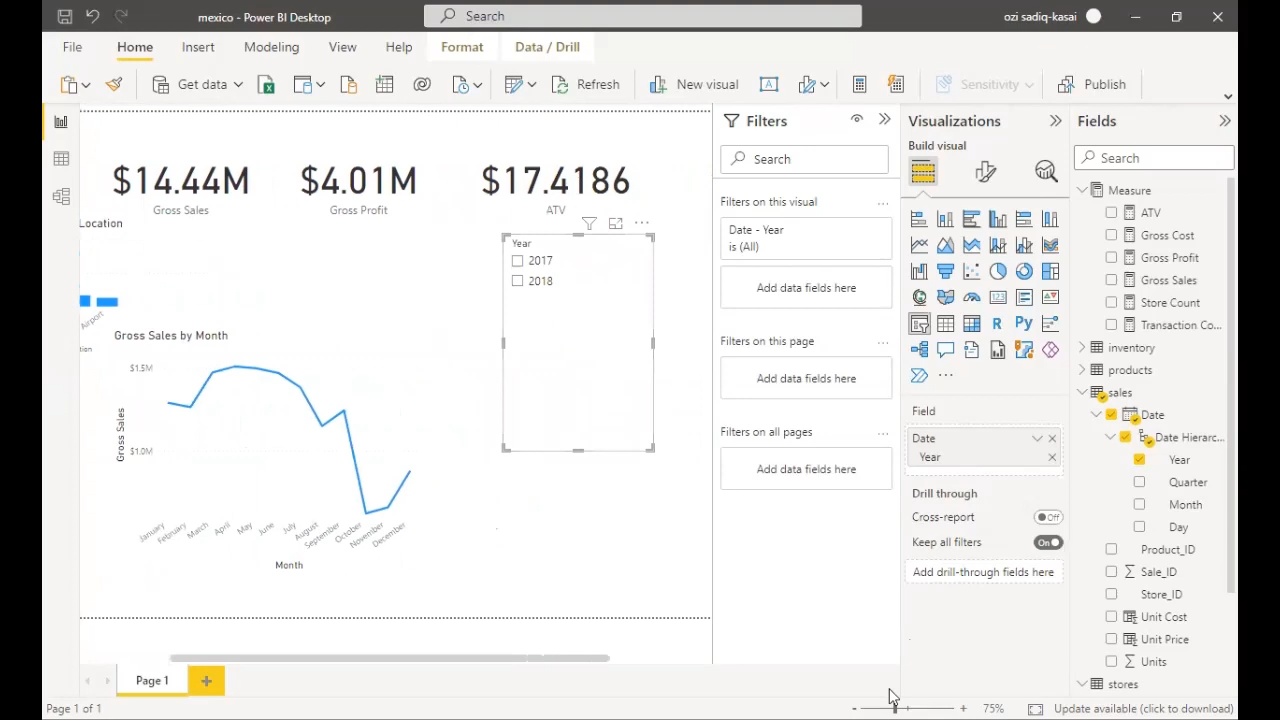 mexico - Power BI Desktop
Search
ozi sadiq-kasai
File
Home
Insert
Modeling
View
Help
Format
Data / Drill
Get data
Refresh
New visual
Sensitivity
Publish
$14.44M
Gross Sales
$4.01M
Gross Profit
$17.4186
ATV
Location
Airport
tion
Gross Sales by Month
$1.5M
$1.0M
Gross Sales
January
February
March
April
May
June
July
August
September
October
November
December
Month
Year
2017
2018
Filters
Search
Filters on this visual
Date - Year
is (All)
Add data fields here
Filters on this page
Add data fields here
Filters on all pages
Add data fields here
Visualizations
Build visual
123
R
Py
Field
Date
Year
Drill through
Cross-report
Off
Keep all filters
On
Add drill-through fields here
Fields
Search
Measure
ATV
Gross Cost
Gross Profit
Gross Sales
Store Count
Transaction Co...
inventory
products
sales
Date
Date Hierarc...
Year
Quarter
Month
Day
Product_ID
Sale_ID
Store_ID
Unit Cost
Unit Price
Units
stores
Page 1
Page 1 of 1
- + 75%
Update available (click to download)